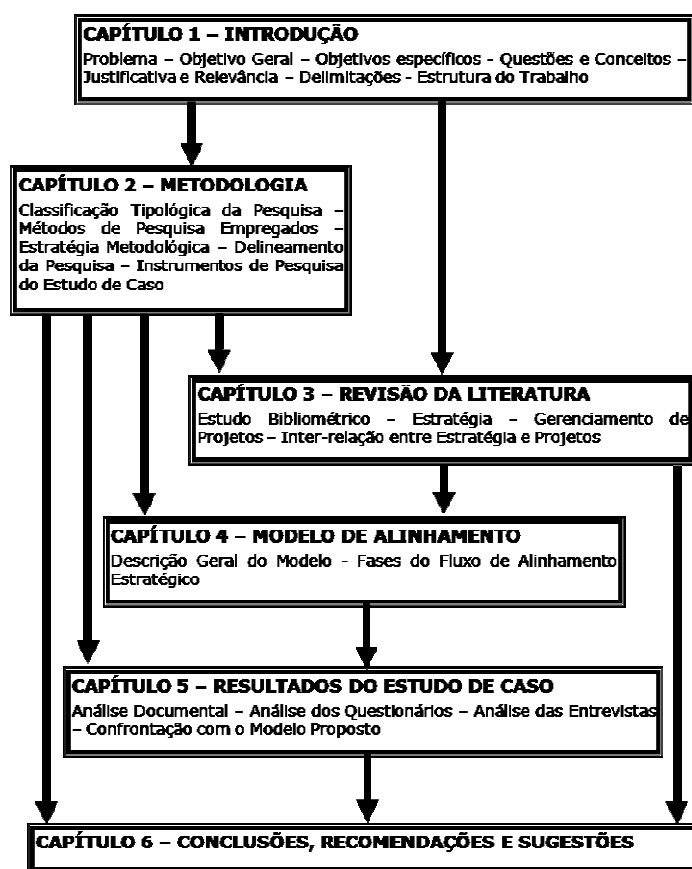 CAPÍTULO 1 – INTRODUÇÃO
Problema – Objetivo Geral – Objetivos específicos - Questões e Conceitos –
Justificativa e Relevância – Delimitações - Estrutura do Trabalho
CAPÍTULO 2 – METODOLOGIA
Classificação Tipológica da Pesquisa –
Métodos de Pesquisa Empregados –
Estratégia Metodológica – Delineamento
da Pesquisa – Instrumentos de Pesquisa
do Estudo de Caso
CAPÍTULO 3 – REVISÃO DA LITERATURA
Estudo Bibliométrico – Estratégia – Gerenciamento de
Projetos – Inter-relação entre Estratégia e Projetos
CAPÍTULO 4 – MODELO DE ALINHAMENTO
Descrição Geral do Modelo - Fases do Fluxo de Alinhamento
Estratégico
CAPÍTULO 5 – RESULTADOS DO ESTUDO DE CASO
Análise Documental – Análise dos Questionários – Análise das Entrevistas
– Confrontação com o Modelo Proposto
CAPÍTULO 6 – CONCLUSÕES, RECOMENDAÇÕES E SUGESTÕES